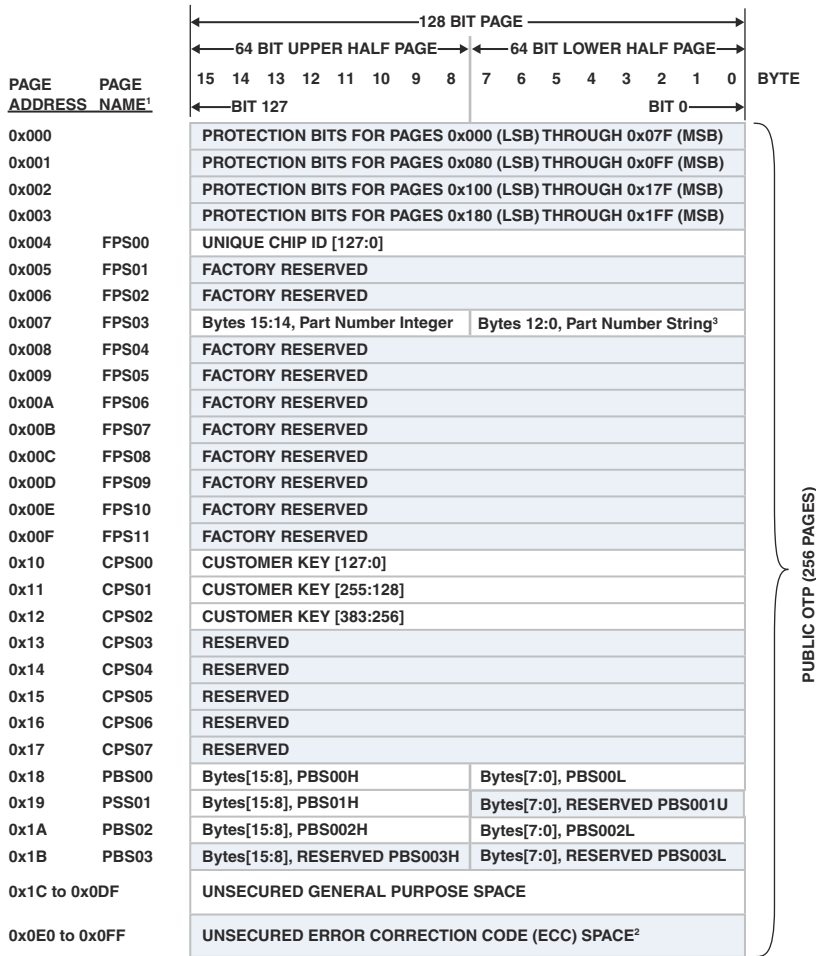 128 BIT PAGE
64 BIT UPPER HALF PAGE 64 BIT LOWER HALF PAGE
PAGE ADDRESS PAGE NAME¹ 15 14 13 12 11 10 9 8 7 6 5 4 3 2 1 0 BYTE
BIT 127 BIT 0
0x000 PROTECTION BITS FOR PAGES 0x000 (LSB) THROUGH 0x07F (MSB)
0x001 PROTECTION BITS FOR PAGES 0x080 (LSB) THROUGH 0x0FF (MSB)
0x002 PROTECTION BITS FOR PAGES 0x100 (LSB) THROUGH 0x17F (MSB)
0x003 PROTECTION BITS FOR PAGES 0x180 (LSB) THROUGH 0x1FF (MSB)
0x004 FPS00 UNIQUE CHIP ID [127:0]
0x005 FPS01 FACTORY RESERVED
0x006 FPS02 FACTORY RESERVED
0x007 FPS03 Bytes 15:14, Part Number Integer Bytes 12:0, Part Number String³
0x008 FPS04 FACTORY RESERVED
0x009 FPS05 FACTORY RESERVED
0x00A FPS06 FACTORY RESERVED
0x00B FPS07 FACTORY RESERVED
0x00C FPS08 FACTORY RESERVED
0x00D FPS09 FACTORY RESERVED
0x00E FPS10 FACTORY RESERVED
0x00F FPS11 FACTORY RESERVED
0x10 CPS00 CUSTOMER KEY [127:0]
0x11 CPS01 CUSTOMER KEY [255:128]
0x12 CPS02 CUSTOMER KEY [383:256]
0x13 CPS03 RESERVED
0x14 CPS04 RESERVED
0x15 CPS05 RESERVED
0x16 CPS06 RESERVED
0x17 CPS07 RESERVED
0x18 PBS00 Bytes[15:8], PBS00H Bytes[7:0], PBS00L
0x19 PSS01 Bytes[15:8], PBS01H Bytes[7:0], RESERVED PBS001U
0x1A PBS02 Bytes[15:8], PBS002H Bytes[7:0], PBS002L
0x1B PBS03 Bytes[15:8], RESERVED PBS003H Bytes[7:0], RESERVED PBS003L
0x1C to 0x0DF UNSECURED GENERAL PURPOSE SPACE
0x0E0 to 0x0FF UNSECURED ERROR CORRECTION CODE (ECC) SPACE²
PUBLIC OTP (256 PAGES)